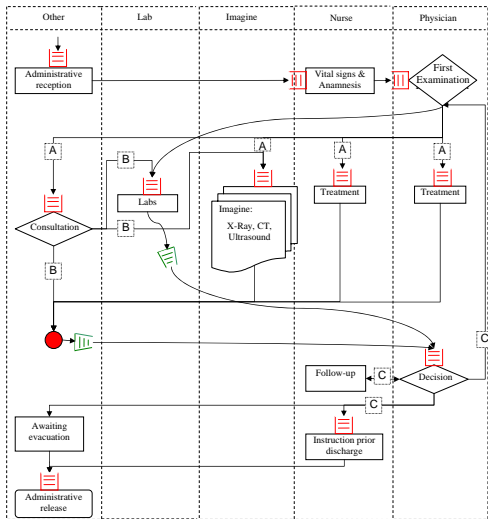 Other
Lab
Imagine
Nurse
Physician
Administrative
reception
Vital signs &
Anamnesis
First
Examination
A
B
A
A
A
Consultation
Labs
B
Imagine:
X-Ray, CT,
Ultrasound
Treatment
Treatment
B
C
Follow-up
C
Decision
C
Awaiting
evacuation
Instruction prior
discharge
Administrative
release